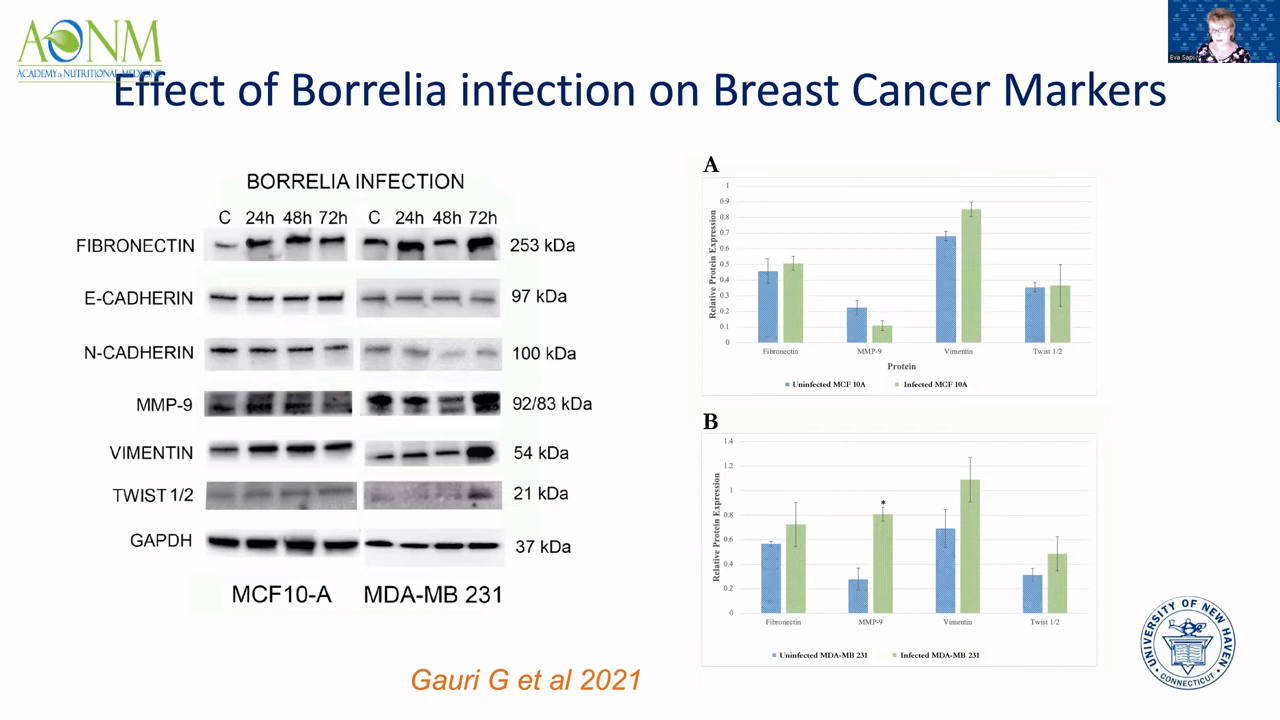 AONM
ACADEMY of NUTRITIONAL MEDICINE
Eva Sapi
Effect of Borrelia infection on Breast Cancer Markers
BORRELIA INFECTION
C 24h 48h 72h C 24h 48h 72h
FIBRONECTIN 253 kDa
E-CADHERIN 97 kDa
N-CADHERIN 100 kDa
MMP-9 92/83 kDa
VIMENTIN 54 kDa
TWIST 1/2 21 kDa
GAPDH 37 kDa
MCF10-A MDA-MB 231
A
Relative Protein Expression
1
0.9
0.8
0.7
0.6
0.5
0.4
0.3
0.2
0.1
0
Fibronectin MMP-9 Vimentin Twist 1/2
Protein
Uninfected MCF 10A Infected MCF 10A
B
Relative Protein Expression
1.4
1.2
1
0.8
0.6
0.4
0.2
0
*
Fibronectin MMP-9 Vimentin Twist 1/2
Uninfected MDA-MB 231 Infected MDA-MB 231
Gauri G et al 2021
UNIVERSITY OF NEW HAVEN
CONNECTICUT